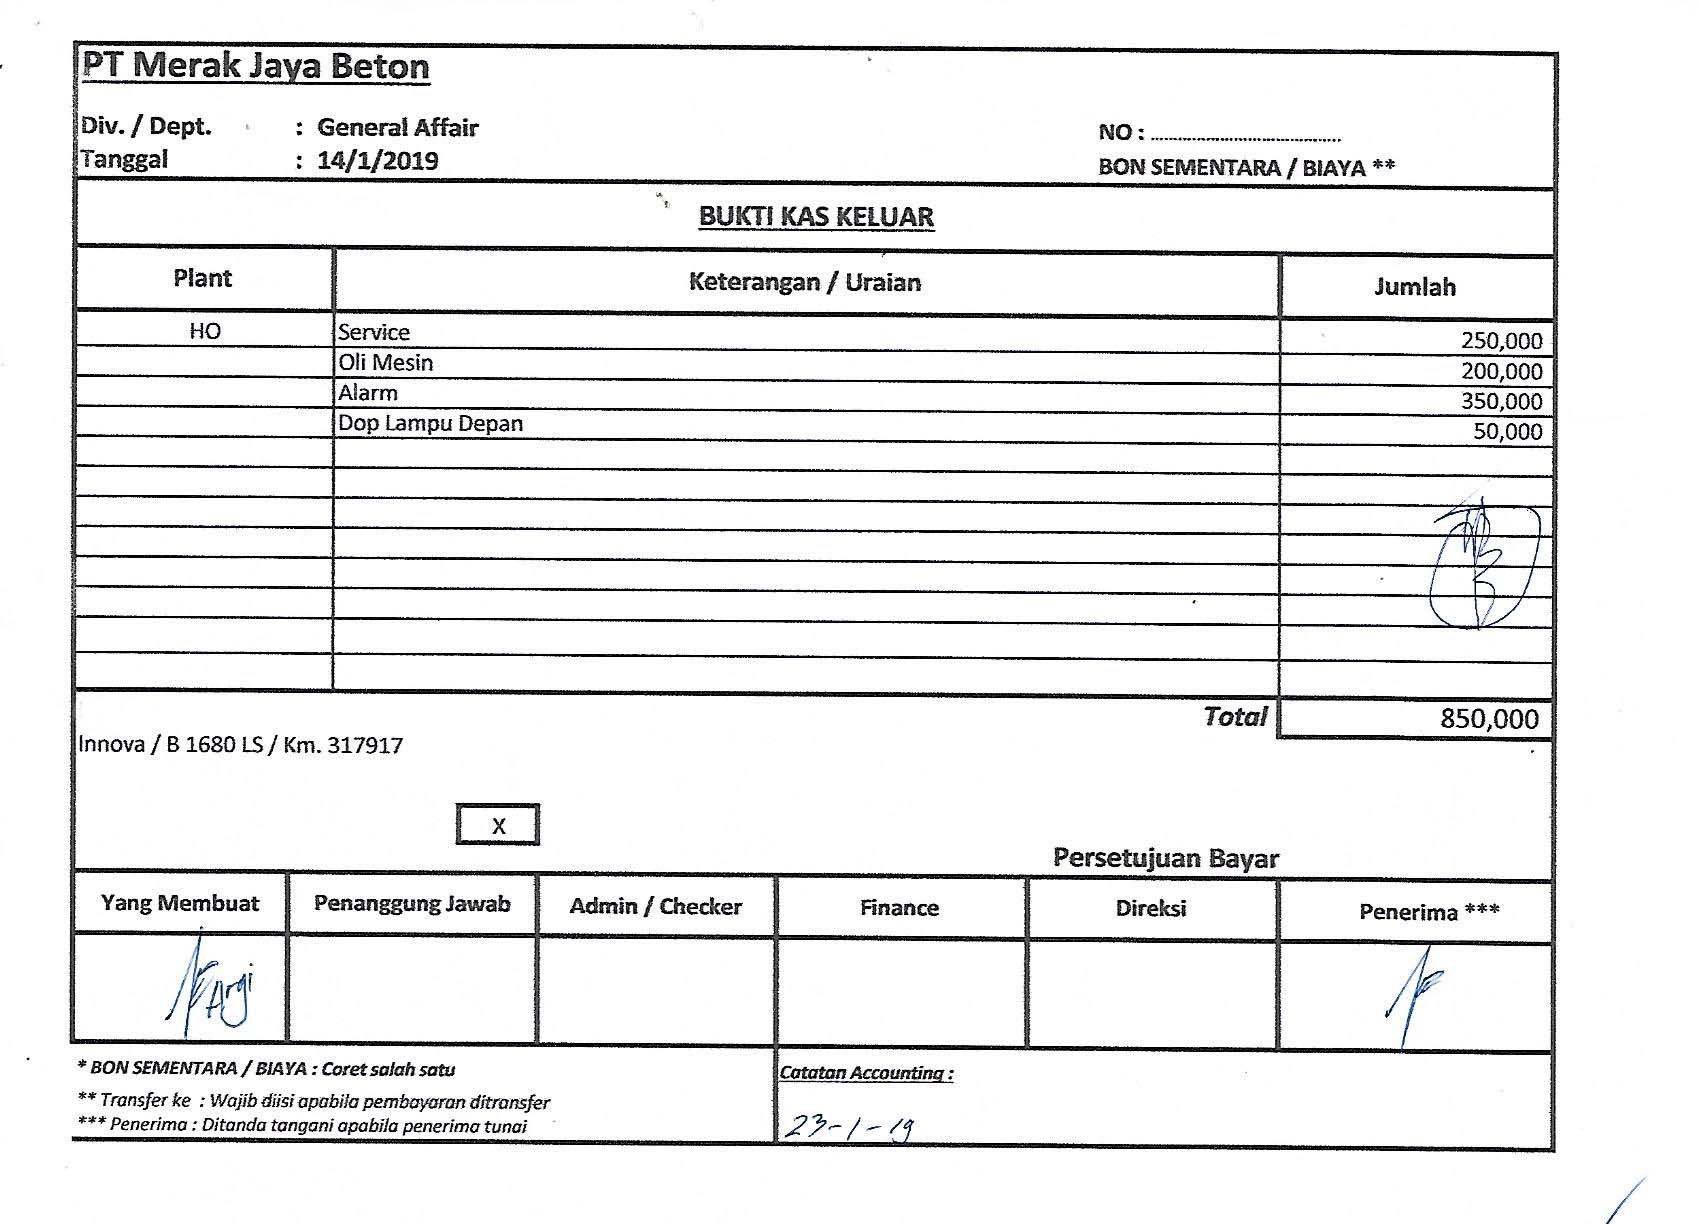 PT Merak Jaya Beton
Div. / Dept. : General Affair
NO : ........................................
Tanggal : 14/1/2019
BON SEMENTARA / BIAYA **
BUKTI KAS KELUAR
Plant Keterangan / Uraian Jumlah
HO Service 250,000
Oli Mesin 200,000
Alarm 350,000
Dop Lampu Depan 50,000
Total 850,000
Innova / B 1680 LS / Km. 317917
X
Persetujuan Bayar
Yang Membuat Penanggung Jawab Admin / Checker Finance Direksi Penerima ***
Argi
* BON SEMENTARA / BIAYA : Coret salah satu
Catatan Accounting :
** Transfer ke : Wajib diisi apabila pembayaran ditransfer
*** Penerima : Ditanda tangani apabila penerima tunai
23-1-19